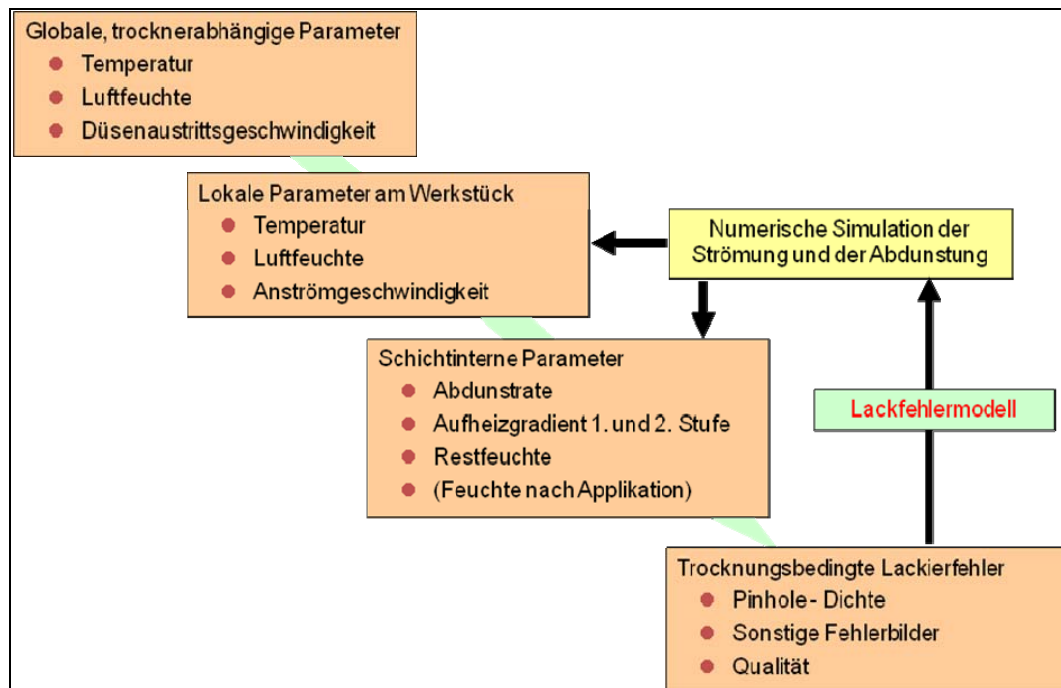 Globale, trocknerabhängige Parameter
Temperatur
Luftfeuchte
Düsenaustrittsgeschwindigkeit
Lokale Parameter am Werkstück
Temperatur
Luftfeuchte
Anströmgeschwindigkeit
Numerische Simulation der
Strömung und der Abdunstung
Schichtinterne Parameter
Abdunstrate
Aufheizgradient 1. und 2. Stufe
Restfeuchte
(Feuchte nach Applikation)
Lackfehlermodell
Trocknungsbedingte Lackierfehler
Pinhole - Dichte
Sonstige Fehlerbilder
Qualität